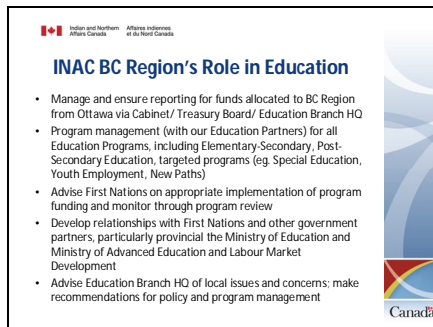 Indian and Northern Affaires indiennes
Affairs Canada et du Nord Canada
INAC BC Region's Role in Education
• Manage and ensure reporting for funds allocated to BC Region
from Ottawa via Cabinet/ Treasury Board/ Education Branch HQ
• Program management (with our Education Partners) for all
Education Programs, including Elementary-Secondary, Post-
Secondary Education, targeted programs (eg. Special Education,
Youth Employment, New Paths)
• Advise First Nations on appropriate implementation of program
funding and monitor through program review
• Develop relationships with First Nations and other government
partners, particularly provincial the Ministry of Education and
Ministry of Advanced Education and Labour Market
Development
• Advise Education Branch HQ of local issues and concerns; make
recommendations for policy and program management
Canada